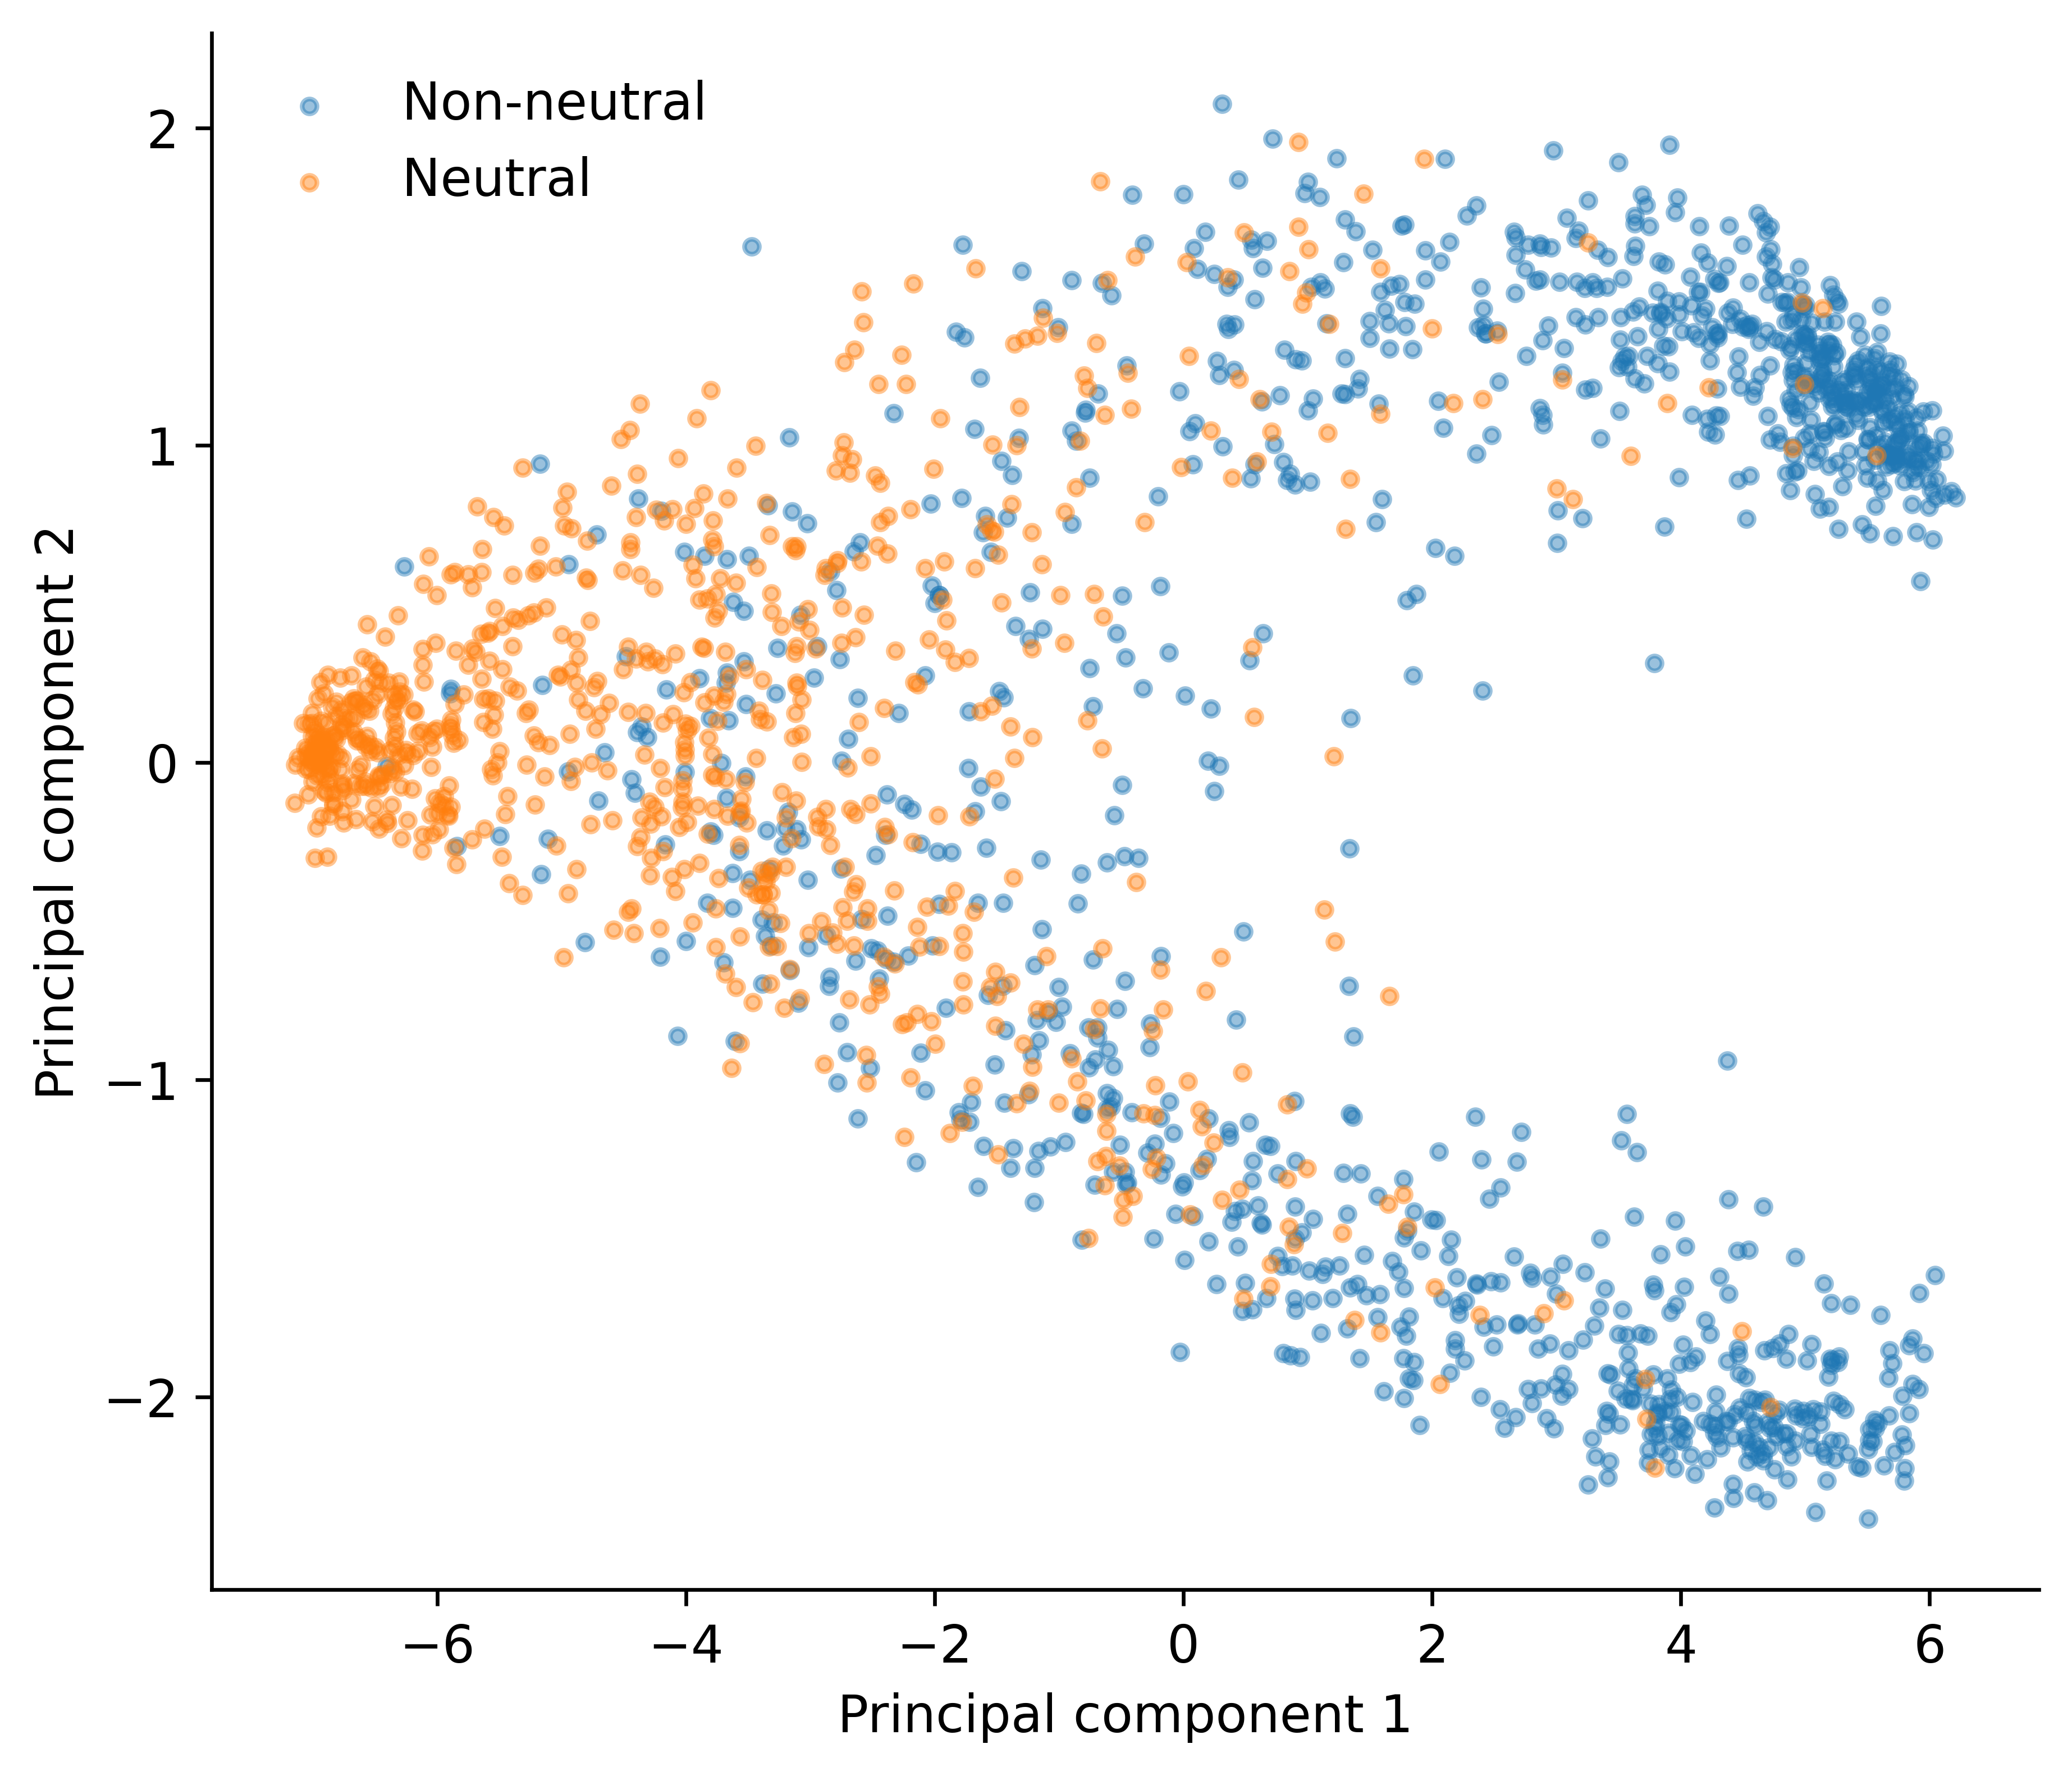 Non-neutral
Neutral
2
1
0
−1
−2
Principal component 2
−6 −4 −2 0 2 4 6
Principal component 1